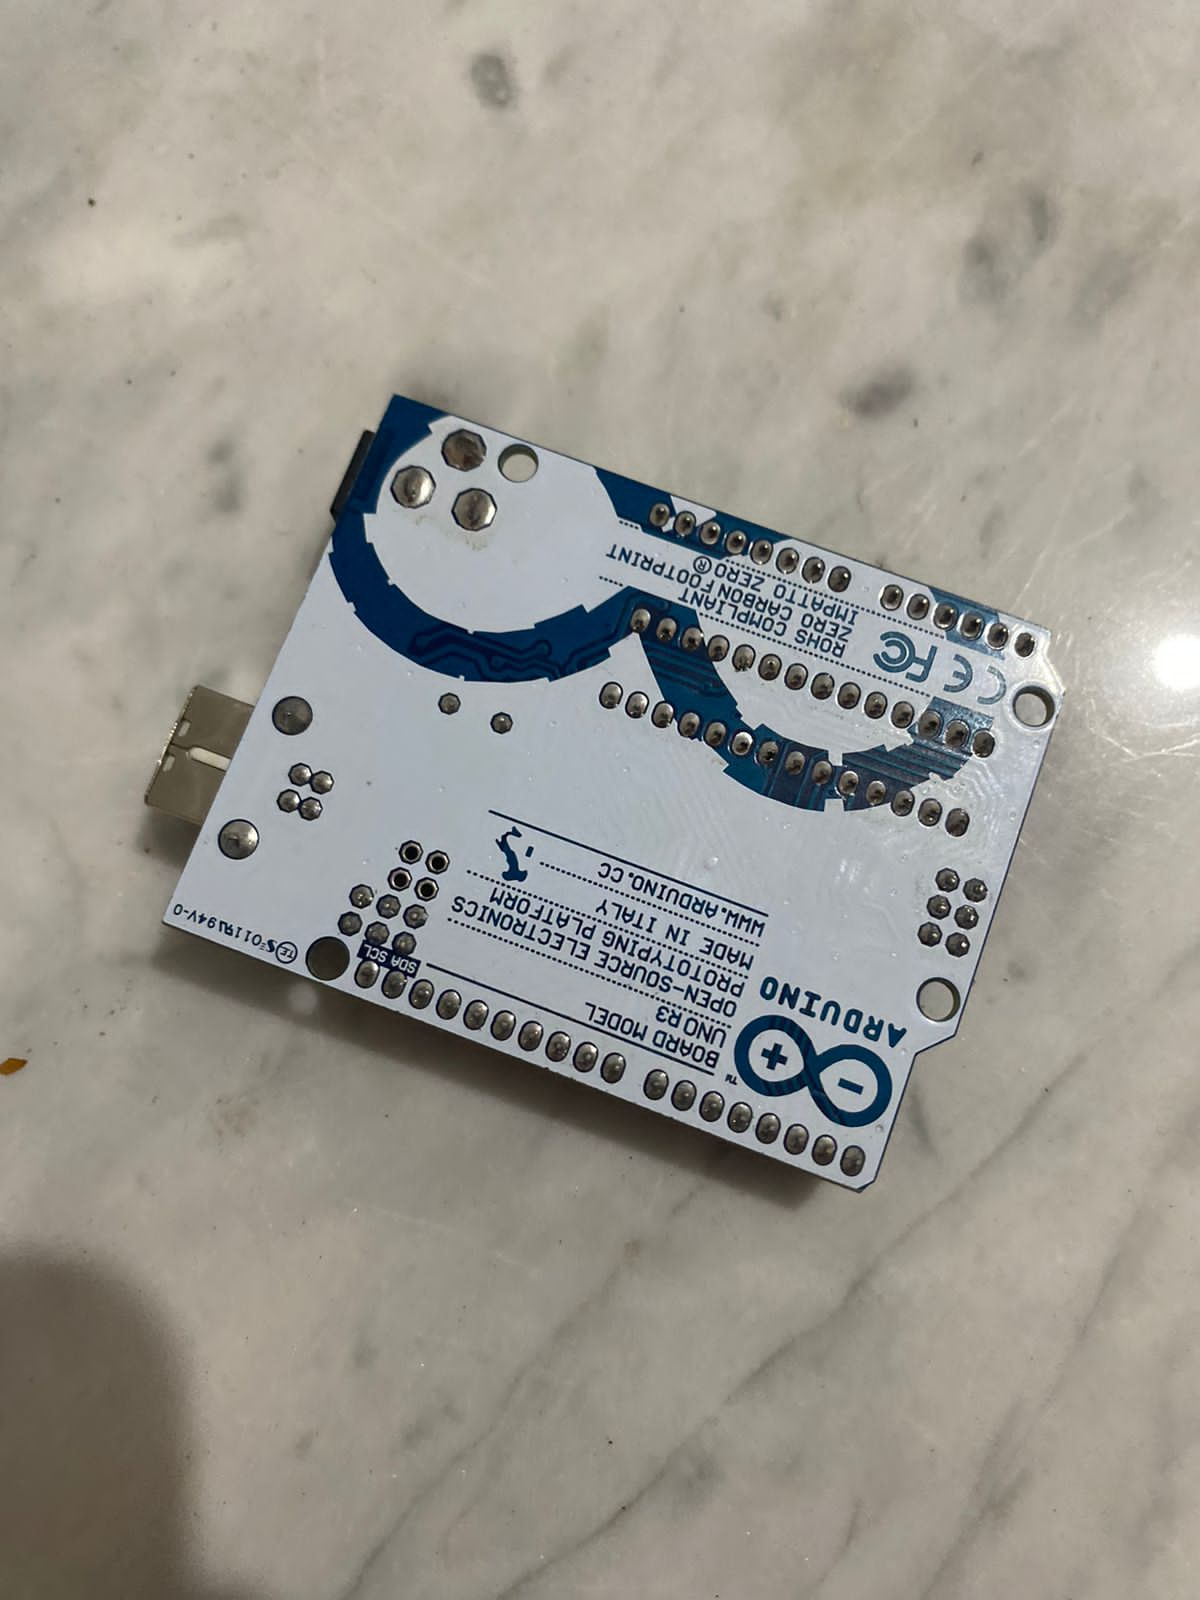 ARDUINO
TM
BOARD MODEL
UNO R3
OPEN-SOURCE ELECTRONICS
PROTOTYPING PLATFORM
MADE IN ITALY
WWW.ARDUINO.CC
SDA SCL
ROHS COMPLIANT
ZERO CARBON FOOTPRINT
IMPATTO ZERO®
CE FC
94V-0